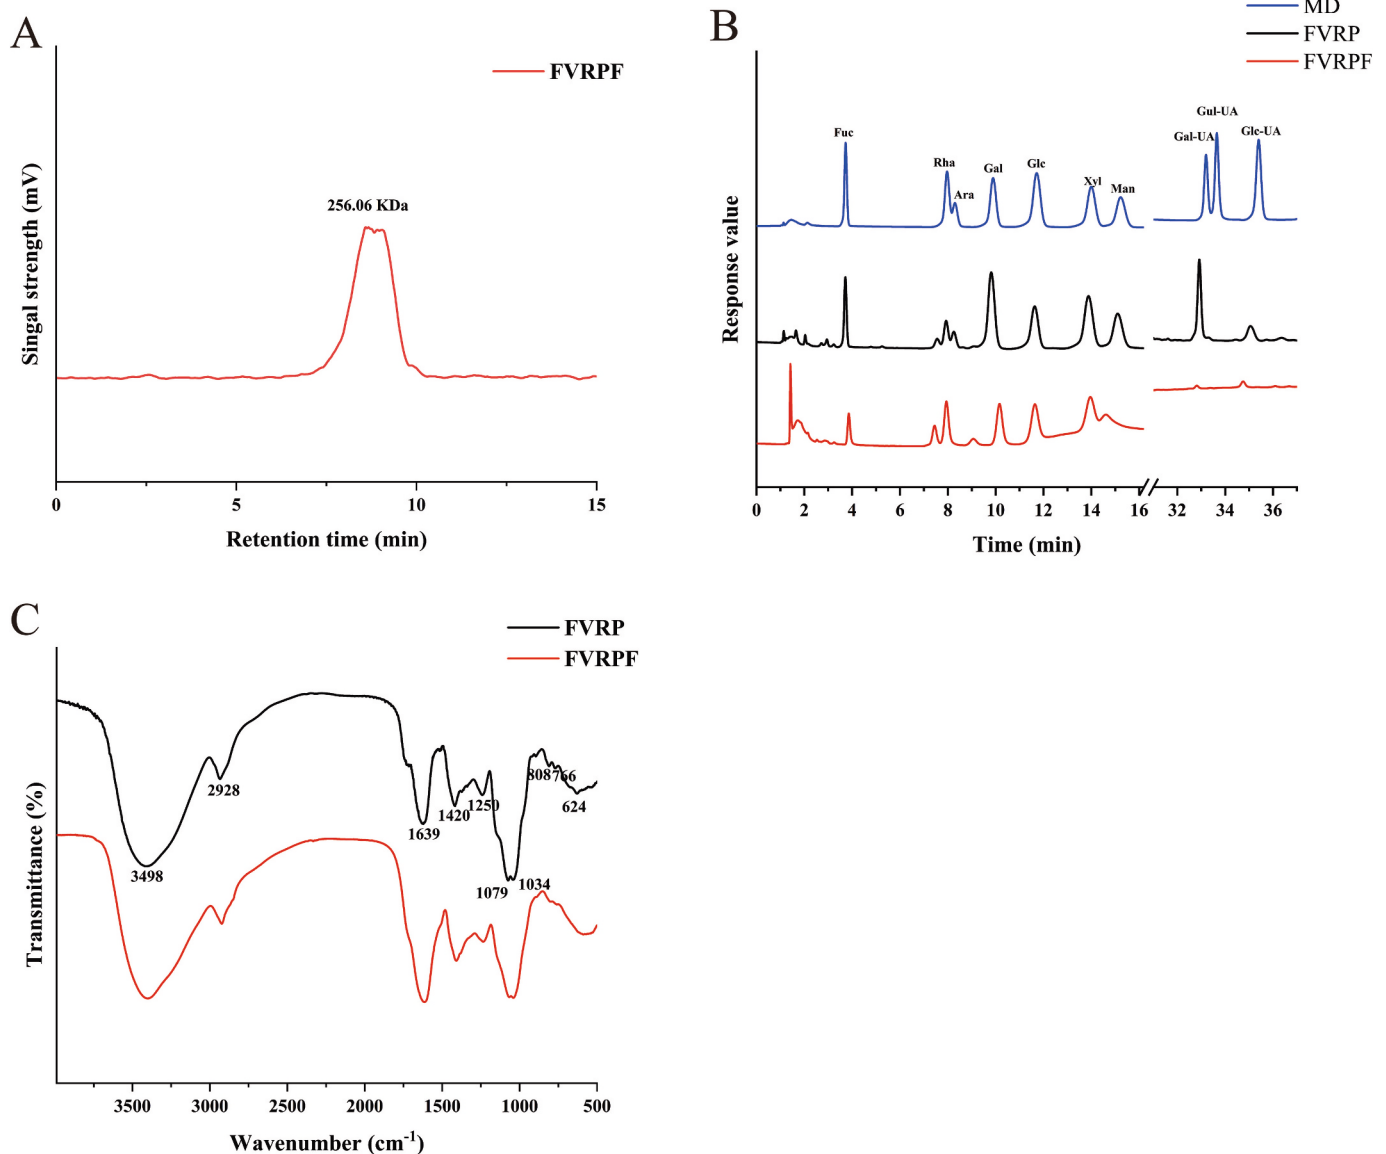 A
FVRPF
256.06 KDa
Singal strength (mV)
0 5 10 15
Retention time (min)
B
MD
FVRP
FVRPF
Fuc
Rha
Ara
Gal
Glc
Xyl
Man
Gal-UA
Gul-UA
Glc-UA
Response value
0 2 4 6 8 10 12 14 16 32 34 36
Time (min)
C
FVRP
FVRPF
3498
2928
1639
1420
1250
1079
1034
808
766
624
Transmittance (%)
3500 3000 2500 2000 1500 1000 500
Wavenumber (cm⁻¹)